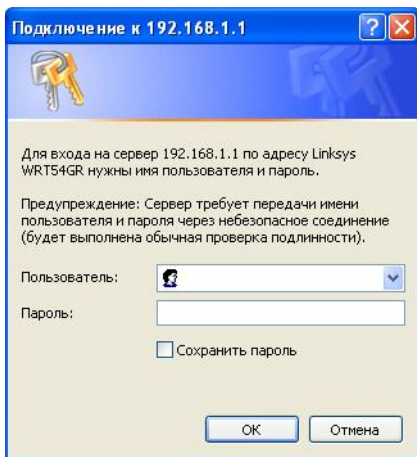 Подключение к 192.168.1.1
Для входа на сервер 192.168.1.1 по адресу Linksys
WRT54GR нужны имя пользователя и пароль.
Предупреждение: Сервер требует передачи имени
пользователя и пароля через небезопасное соединение
(будет выполнена обычная проверка подлинности).
Пользователь:
Пароль:
Сохранить пароль
ОК
Отмена